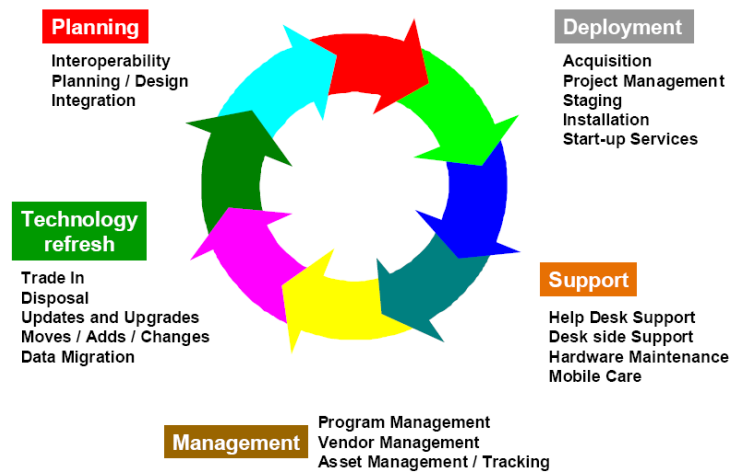 Planning
Interoperability
Planning / Design
Integration
Deployment
Acquisition
Project Management
Staging
Installation
Start-up Services
Technology
refresh
Trade In
Disposal
Updates and Upgrades
Moves / Adds / Changes
Data Migration
Support
Help Desk Support
Desk side Support
Hardware Maintenance
Mobile Care
Management
Program Management
Vendor Management
Asset Management / Tracking